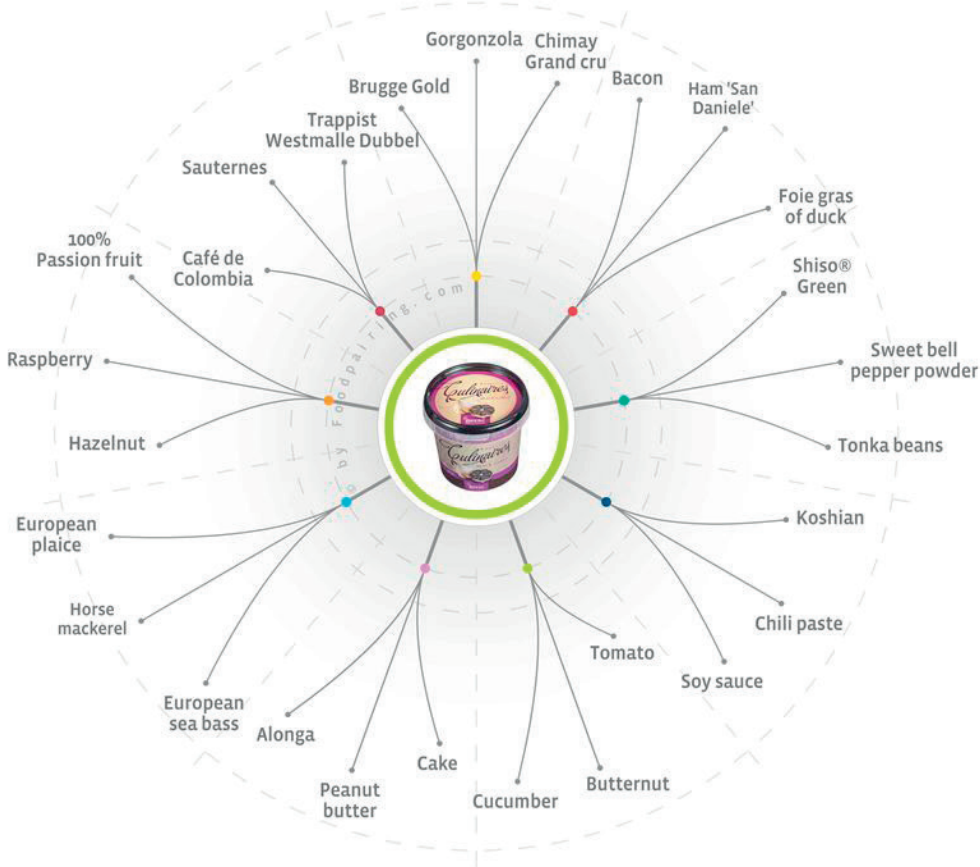 Gorgonzola
Chimay
Grand cru
Bacon
Ham 'San
Daniele'
Foie gras
of duck
Shiso®
Green
Sweet bell
pepper powder
Tonka beans
Koshian
Chili paste
Soy sauce
Tomato
Butternut
Cucumber
Cake
Peanut
butter
Alonga
European
sea bass
Horse
mackerel
European
plaice
Hazelnut
Raspberry
100%
Passion fruit
Café de
Colombia
Sauternes
Trappist
Westmalle Dubbel
Brugge Gold
by Foodpairing.com
Culinaires
Culinaires